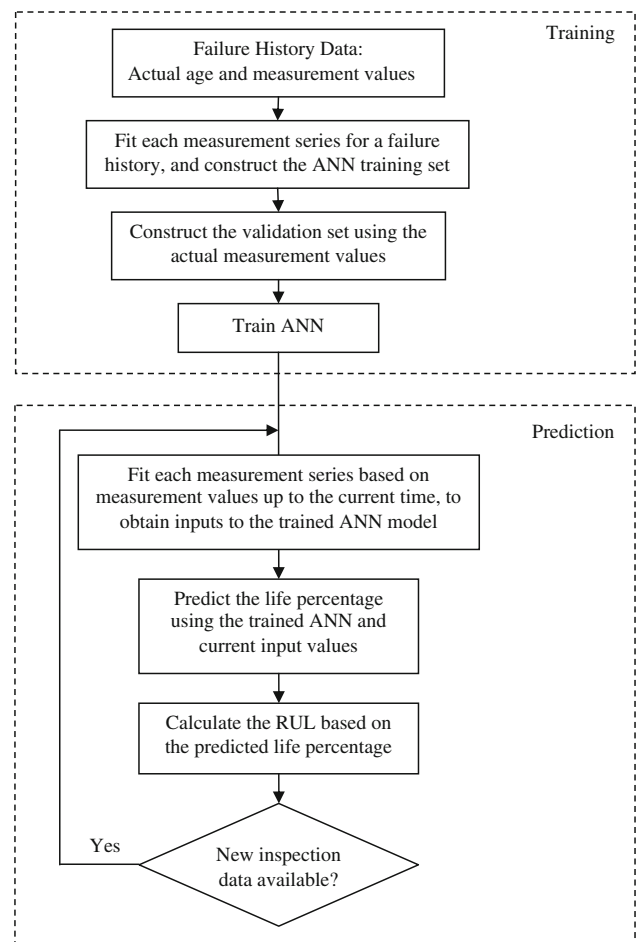 Training
Failure History Data:
Actual age and measurement values
Fit each measurement series for a failure
history, and construct the ANN training set
Construct the validation set using the
actual measurement values
Train ANN
Prediction
Fit each measurement series based on
measurement values up to the current time, to
obtain inputs to the trained ANN model
Predict the life percentage
using the trained ANN and
current input values
Calculate the RUL based on
the predicted life percentage
Yes
New inspection
data available?